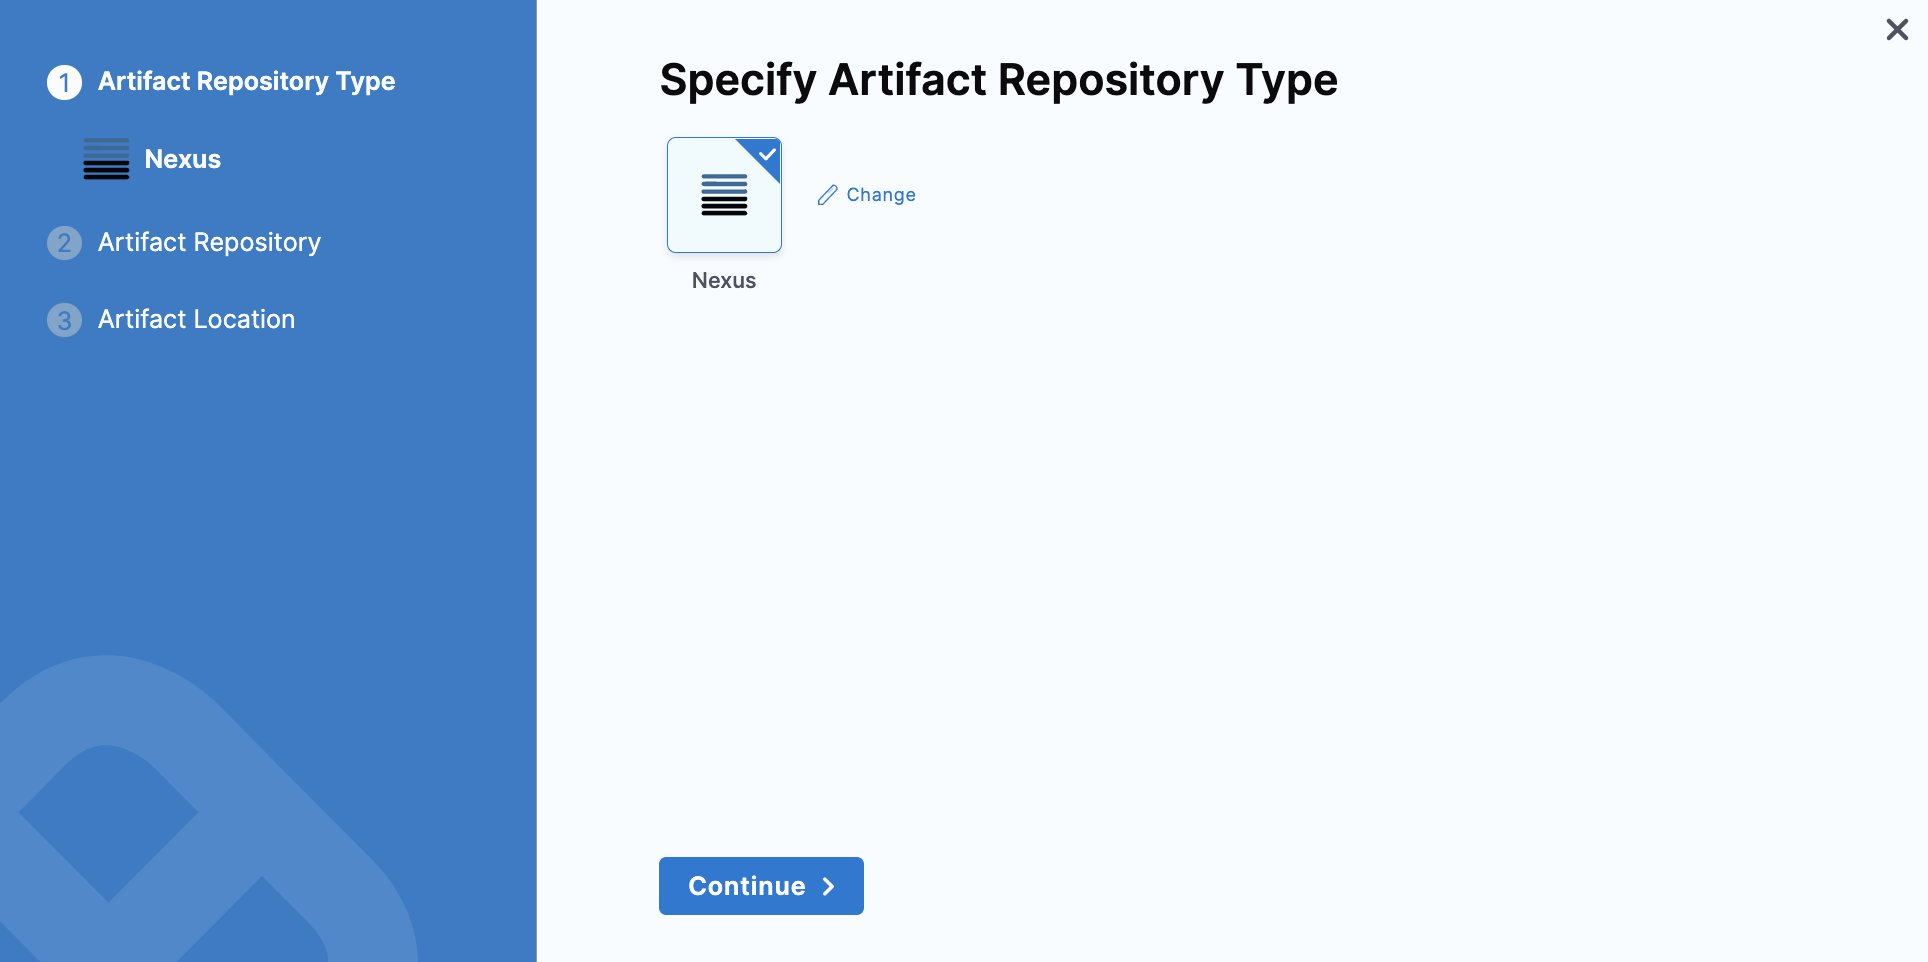 1 Artifact Repository Type
Nexus
2 Artifact Repository
3 Artifact Location
Specify Artifact Repository Type
Change
Nexus
Continue